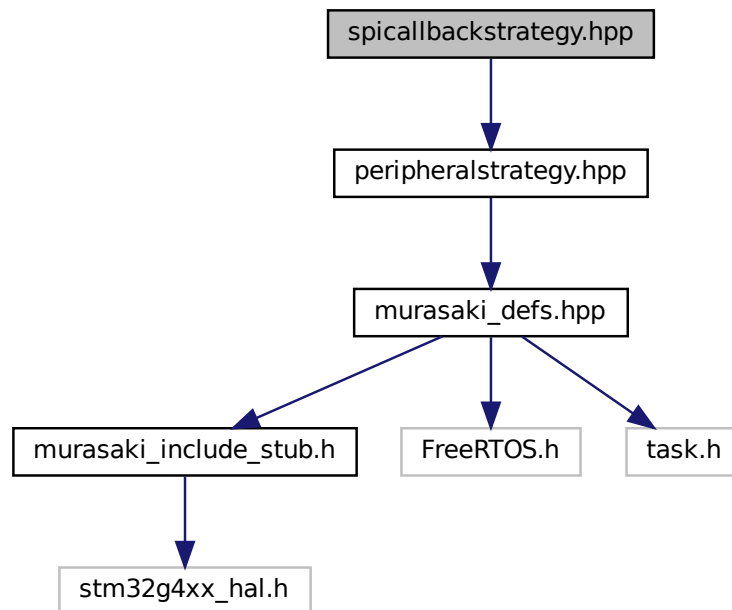 spicallbackstrategy.hpp
peripheralstrategy.hpp
murasaki_defs.hpp
murasaki_include_stub.h
FreeRTOS.h
task.h
stm32g4xx_hal.h